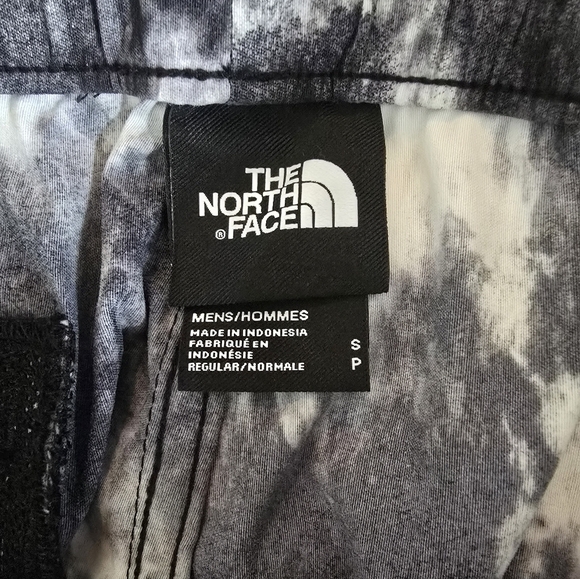 THE
NORTH
® FACE
MENS/HOMMES
MADE IN INDONESIA
FABRIQUÉ EN
INDONÉSIE
REGULAR/NORMALE
S
P